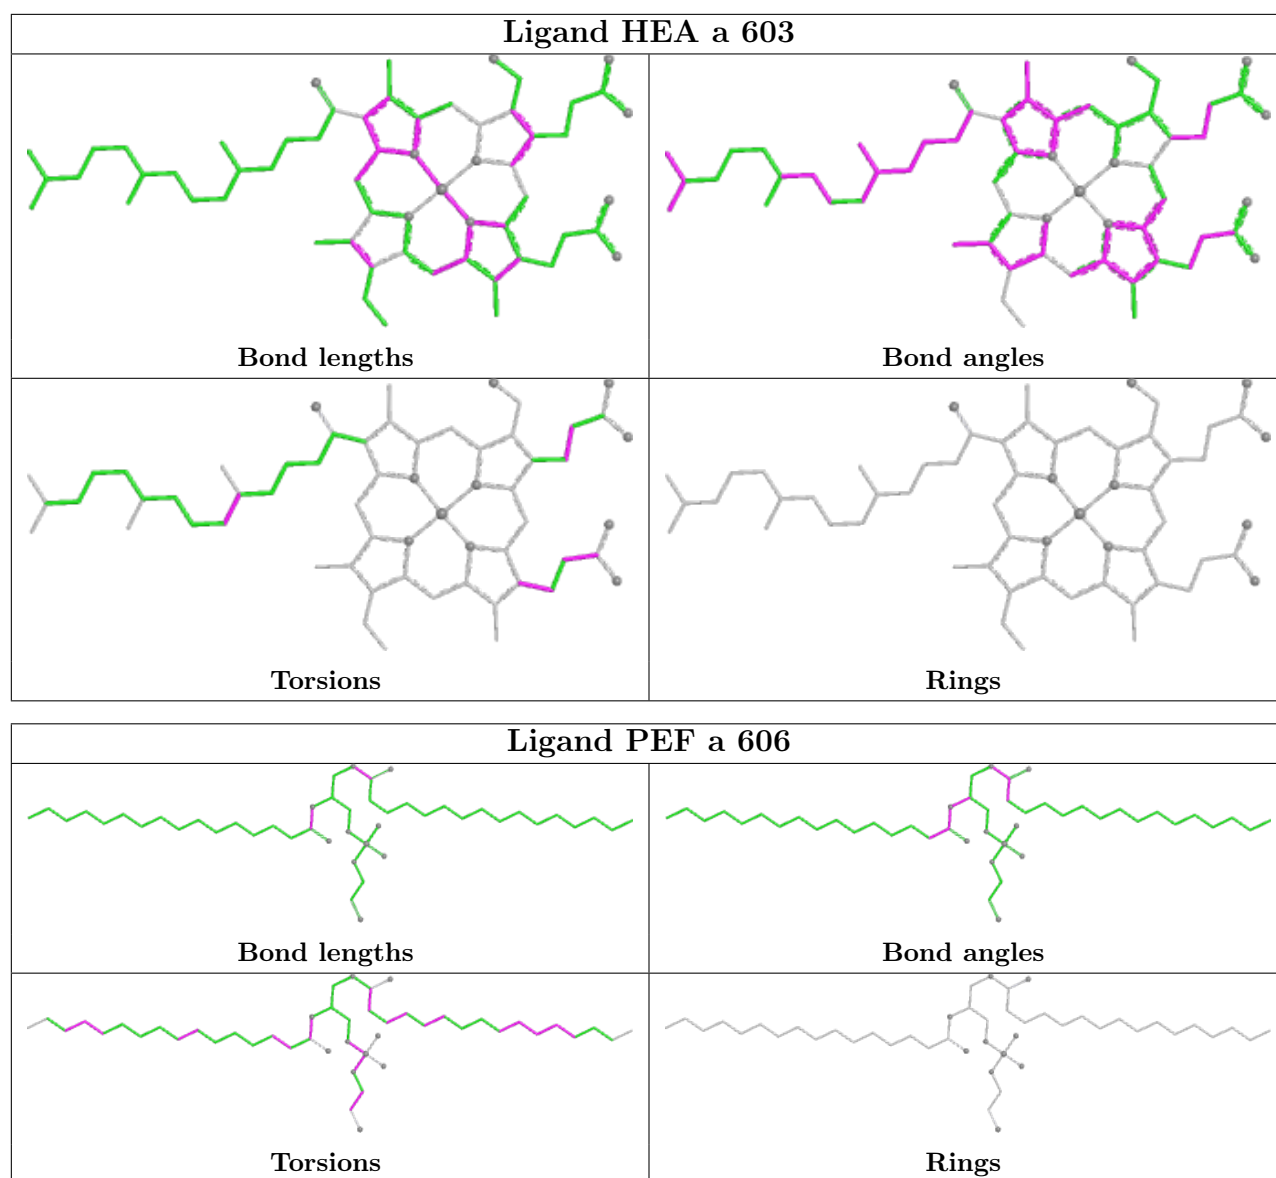 Ligand HEA a 603
Bond lengths
Bond angles
Torsions
Rings
Ligand PEF a 606
Bond lengths
Bond angles
Torsions
Rings